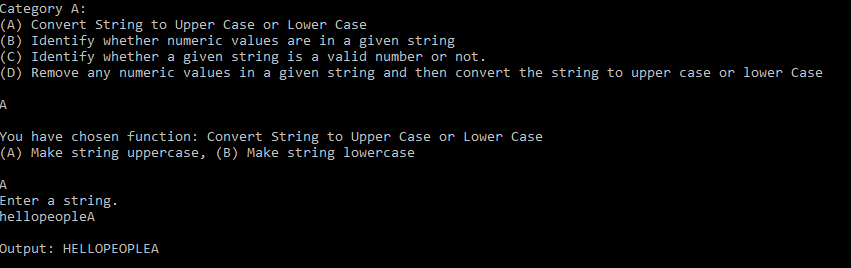 Category A:
(A) Convert String to Upper Case or Lower Case
(B) Identify whether numeric values are in a given string
(C) Identify whether a given string is a valid number or not.
(D) Remove any numeric values in a given string and then convert the string to upper case or lower Case
A
You have chosen function: Convert String to Upper Case or Lower Case
(A) Make string uppercase, (B) Make string lowercase
A
Enter a string.
hellopeopleA
Output: HELLOPEOPLEA